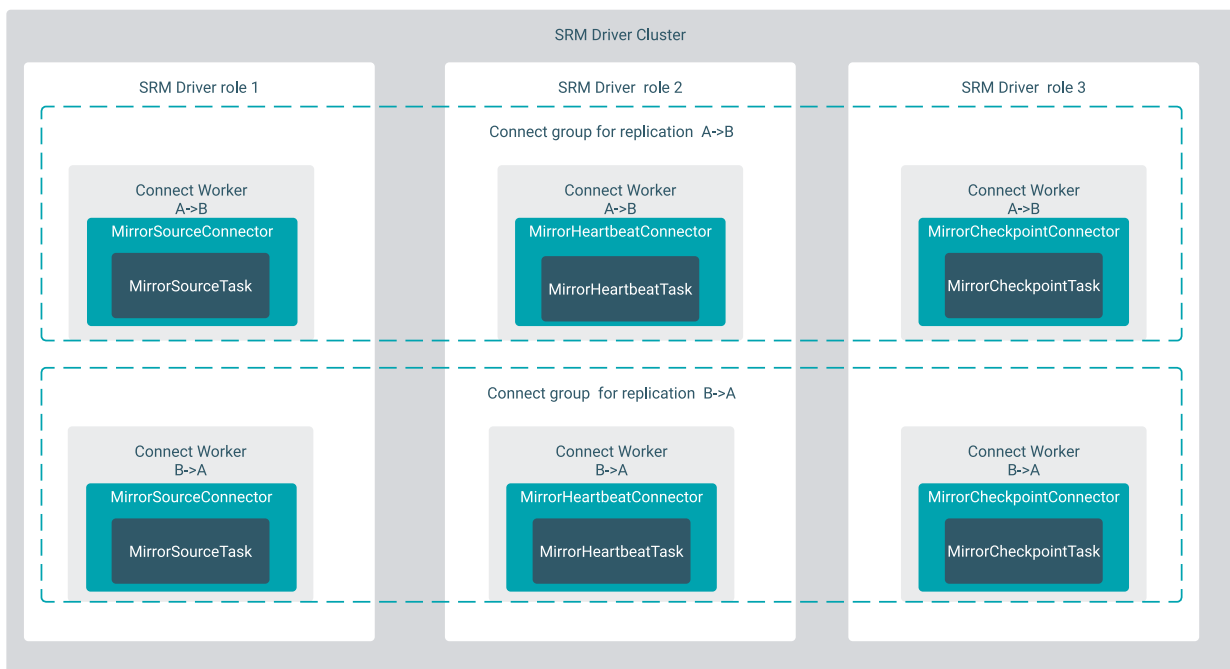 SRM Driver Cluster
SRM Driver role 1
SRM Driver role 2
SRM Driver role 3
Connect group for replication A->B
Connect Worker
A->B
MirrorSourceConnector
MirrorSourceTask
Connect Worker
A->B
MirrorHeartbeatConnector
MirrorHeartbeatTask
Connect Worker
A->B
MirrorCheckpointConnector
MirrorCheckpointTask
Connect group for replication B->A
Connect Worker
B->A
MirrorSourceConnector
MirrorSourceTask
Connect Worker
B->A
MirrorHeartbeatConnector
MirrorHeartbeatTask
Connect Worker
B->A
MirrorCheckpointConnector
MirrorCheckpointTask